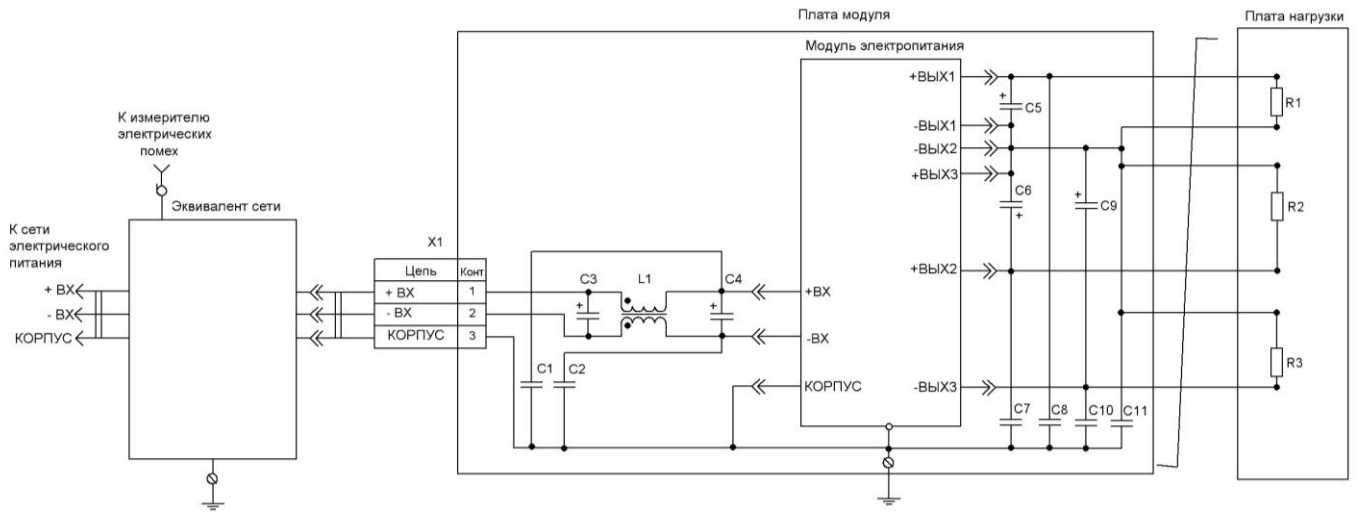 Плата модуля
Плата нагрузки
Модуль электропитания
+ВЫХ1
C5
+
R1
-ВЫХ1
-ВЫХ2
+ВЫХ3
C6
+
+
C9
R2
+ВЫХ2
К измерителю
электрических
помех
Эквивалент сети
К сети
электрического
питания
+ ВХ
- ВХ
КОРПУС
X1
Цепь
Конт
+ ВХ
1
- ВХ
2
КОРПУС
3
C3
+
L1
C4
+
+ВХ
-ВХ
КОРПУС
C1
C2
-ВЫХ3
R3
C7
C8
C10
C11